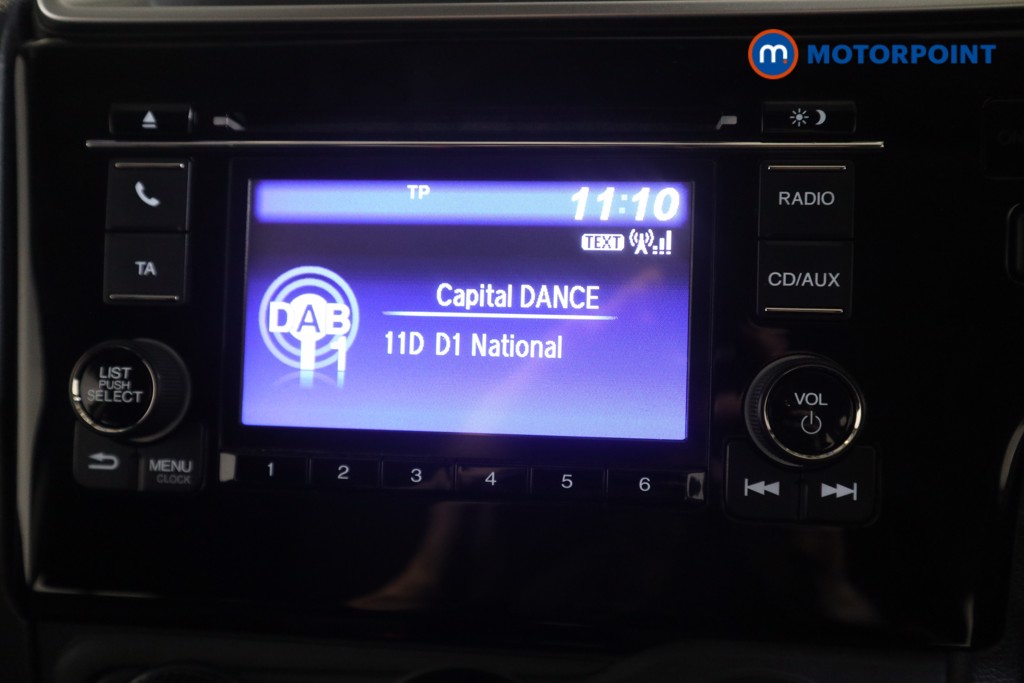 m MOTORPOINT
TP 11:10
TEXT
DAB
1
Capital DANCE
11D D1 National
TA
RADIO
CD/AUX
LIST
PUSH
SELECT
VOL
MENU
CLOCK
1 2 3 4 5 6